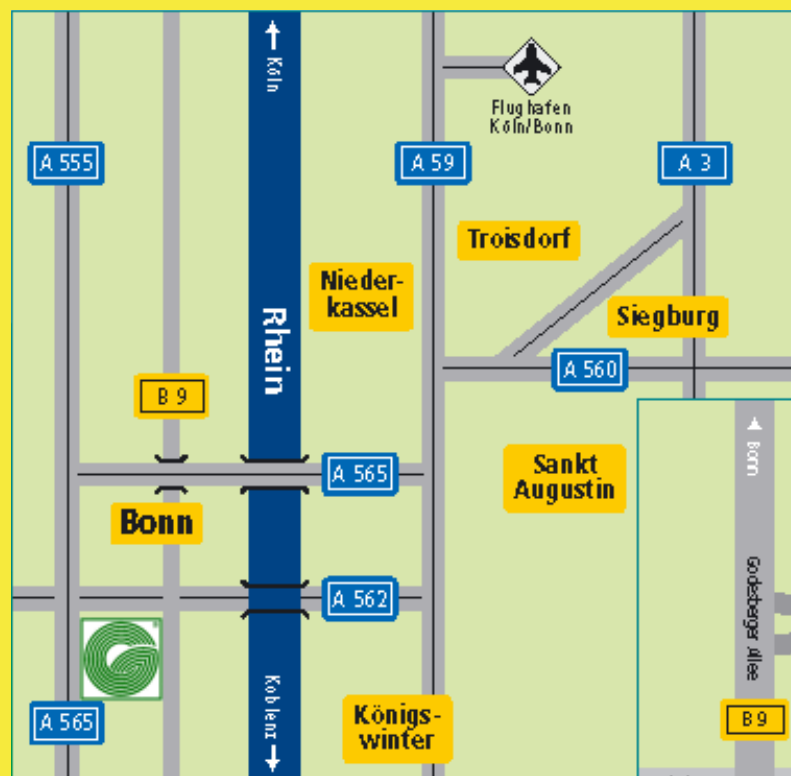 Köln
Flughafen
Köln/Bonn
A 555
A 59
A 3
Troisdorf
Nieder-
kassel
Siegburg
Rhein
A 560
B 9
Bonn
A 565
Sankt
Augustin
Bonn
A 562
Godesberger Allee
Koblenz
A 565
Königs-
winter
B 9